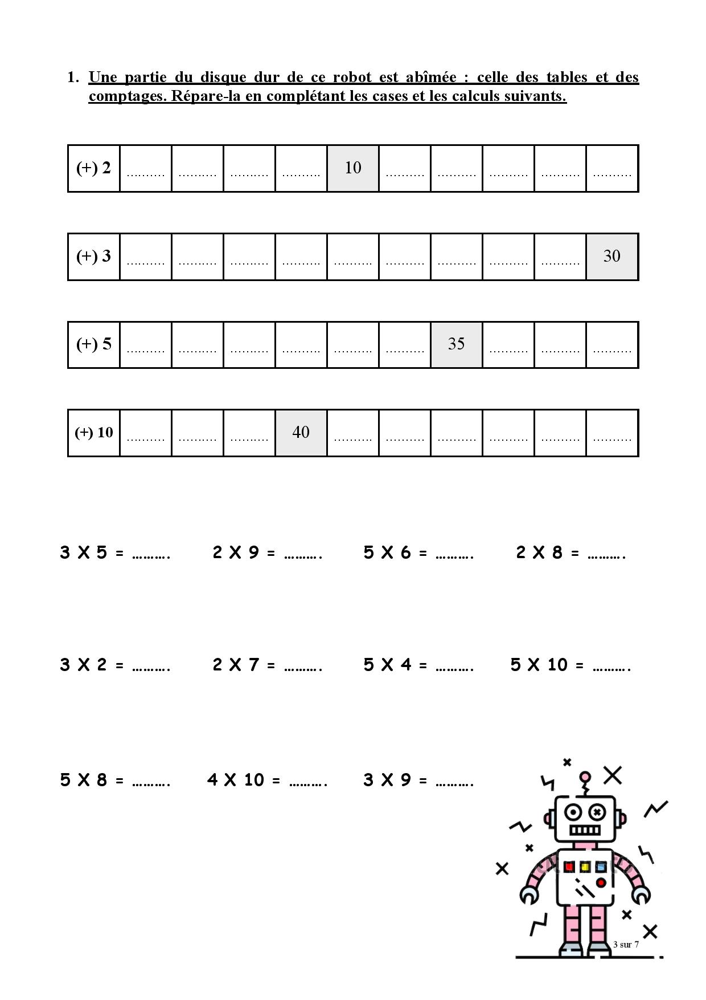 1. Une partie du disque dur de ce robot est abîmée : celle des tables et des
comptages. Répare-la en complétant les cases et les calculs suivants.
(+) 2 .......... .......... .......... .......... 10 .......... .......... .......... .......... ..........
(+) 3 .......... .......... .......... .......... .......... .......... .......... .......... .......... 30
(+) 5 .......... .......... .......... .......... .......... .......... 35 .......... .......... ..........
(+) 10 .......... .......... .......... 40 .......... .......... .......... .......... .......... ..........
3 X 5 = ………. 2 X 9 = ………. 5 X 6 = ………. 2 X 8 = ……….
3 X 2 = ………. 2 X 7 = ………. 5 X 4 = ………. 5 X 10 = ……….
5 X 8 = ………. 4 X 10 = ………. 3 X 9 = ……….
3 sur 7